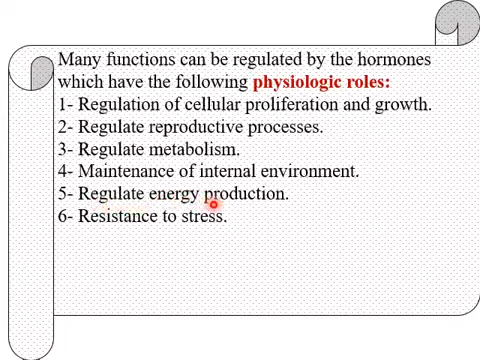 Many functions can be regulated by the hormones
which have the following physiologic roles:
1- Regulation of cellular proliferation and growth.
2- Regulate reproductive processes.
3- Regulate metabolism.
4- Maintenance of internal environment.
5- Regulate energy production.
6- Resistance to stress.